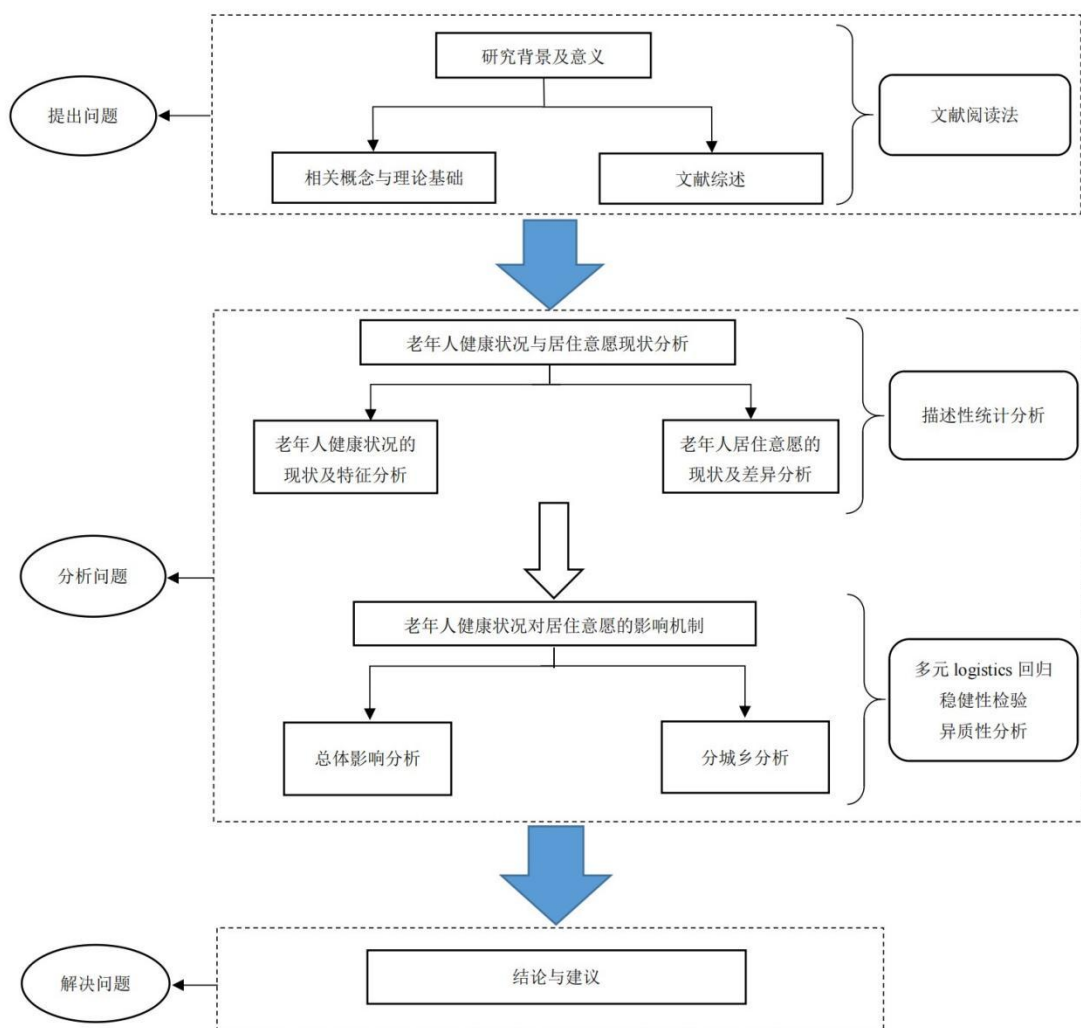 研究背景及意义
提出问题
文献阅读法
相关概念与理论基础
文献综述
老年人健康状况与居住意愿现状分析
描述性统计分析
老年人健康状况的
现状及特征分析
老年人居住意愿的
现状及差异分析
分析问题
老年人健康状况对居住意愿的影响机制
多元 logistics 回归
稳健性检验
异质性分析
总体影响分析
分城乡分析
解决问题
结论与建议